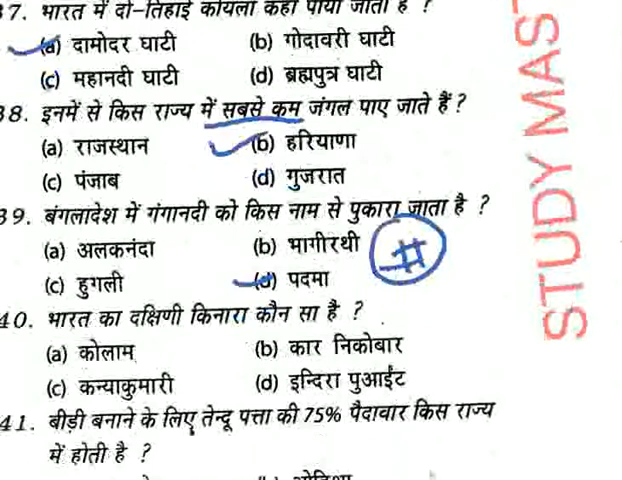 37. भारत में दो-तिहाई कोयला कहाँ पाया जाता है ?
(a) दामोदर घाटी (b) गोदावरी घाटी
(c) महानदी घाटी (d) ब्रह्मपुत्र घाटी
38. इनमें से किस राज्य में सबसे कम जंगल पाए जाते हैं ?
(a) राजस्थान (b) हरियाणा
(c) पंजाब (d) गुजरात
39. बंगलादेश में गंगानदी को किस नाम से पुकारा जाता है ?
(a) अलकनंदा (b) भागीरथी
#
(c) हुगली (d) पदमा
40. भारत का दक्षिणी किनारा कौन सा है ?
(a) कोलाम (b) कार निकोबार
(c) कन्याकुमारी (d) इन्दिरा पुआईंट
41. बीड़ी बनाने के लिए तेन्दू पत्ता की 75% पैदावार किस राज्य
में होती है ?
STUDY MAST